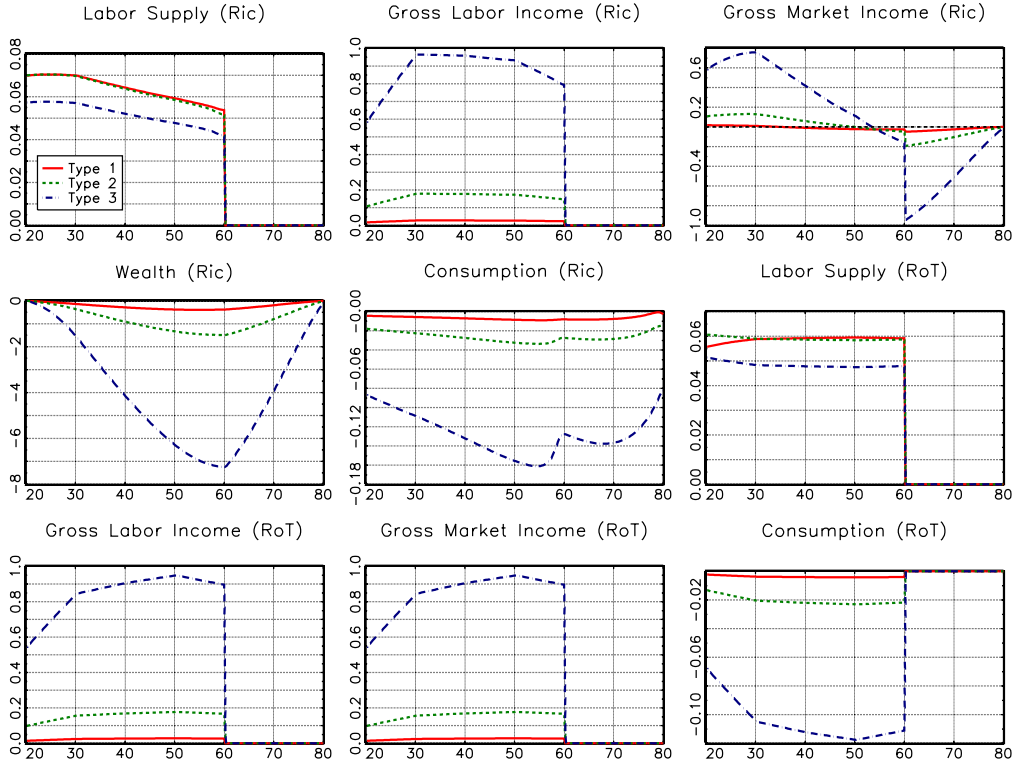 Labor Supply (Ric)
0.00 0.02 0.04 0.06 0.08
Type 1
Type 2
Type 3
20 30 40 50 60 70 80
Gross Labor Income (Ric)
0.0 0.2 0.4 0.6 0.8 1.0
20 30 40 50 60 70 80
Gross Market Income (Ric)
-1.0 -0.4 0.2 0.6
20 30 40 50 60 70 80
Wealth (Ric)
-8 -6 -4 -2 0
20 30 40 50 60 70 80
Consumption (Ric)
-0.18 -0.12 -0.06 -0.00
20 30 40 50 60 70 80
Labor Supply (RoT)
0.00 0.02 0.04 0.06
20 30 40 50 60 70 80
Gross Labor Income (RoT)
0.0 0.2 0.4 0.6 0.8 1.0
20 30 40 50 60 70 80
Gross Market Income (RoT)
0.0 0.2 0.4 0.6 0.8 1.0
20 30 40 50 60 70 80
Consumption (RoT)
-0.10 -0.06 -0.02
20 30 40 50 60 70 80